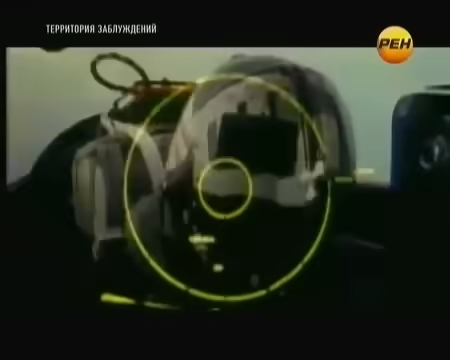 ТЕРРИТОРИЯ ЗАБЛУЖДЕНИЙ
РЕН